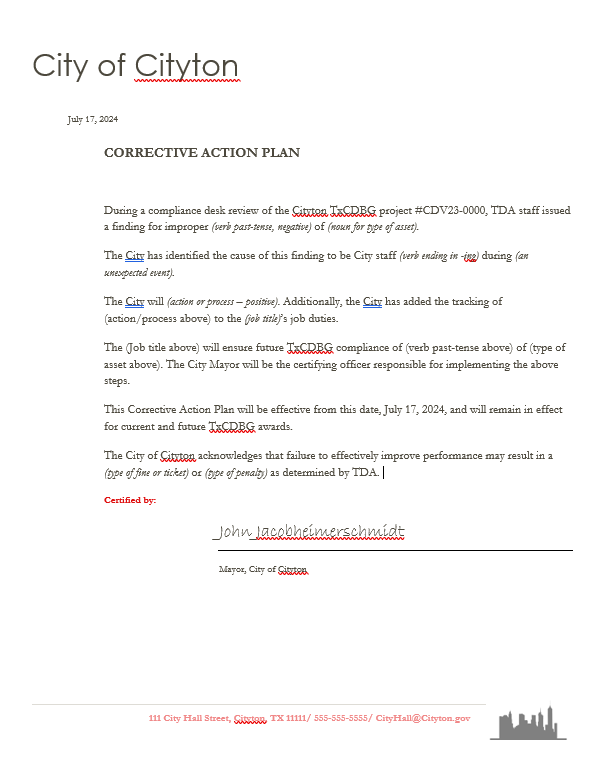 City of Cityton
July 17, 2024
CORRECTIVE ACTION PLAN
During a compliance desk review of the Cityton TxCDBG project #CDV23-0000, TDA staff issued
a finding for improper (verb past-tense, negative) of (noun for type of asset).
The City has identified the cause of this finding to be City staff (verb ending in -ing) during (an
unexpected event).
The City will (action or process – positive). Additionally, the City has added the tracking of
(action/process above) to the (job title)'s job duties.
The (Job title above) will ensure future TxCDBG compliance of (verb past-tense above) of (type of
asset above). The City Mayor will be the certifying officer responsible for implementing the above
steps.
This Corrective Action Plan will be effective from this date, July 17, 2024, and will remain in effect
for current and future TxCDBG awards.
The City of Cityton acknowledges that failure to effectively improve performance may result in a
(type of fine or ticket) or (type of penalty) as determined by TDA.
Certified by:
_John_Jacobheimerschmidt
Mayor, City of Cityton
111 City Hall Street, Cityton, TX 11111/ 555-555-5555/ CityHall@Cityton.gov